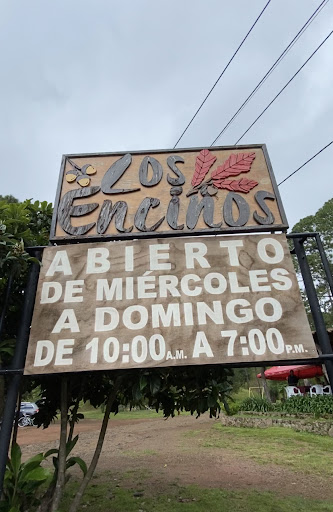 Los
Encinos
ABIERTO
DE MIÉRCOLES
A DOMINGO
DE 10:00 A.M. A 7:00 P.M.